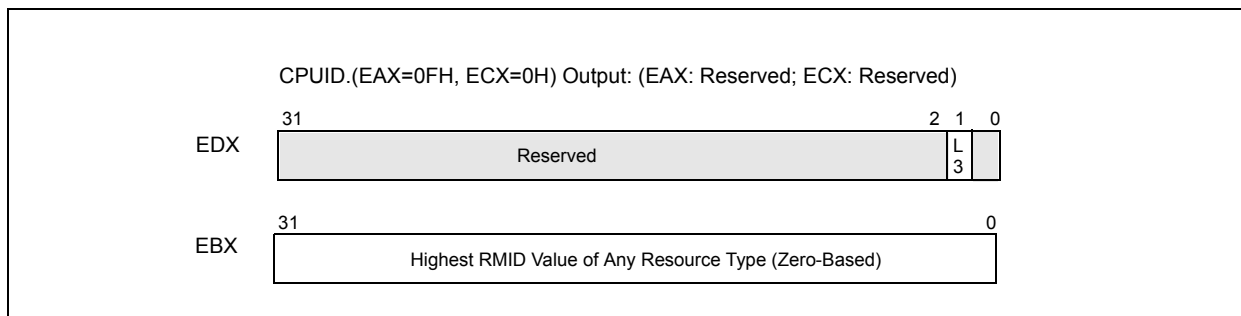 CPUID.(EAX=0FH, ECX=0H) Output: (EAX: Reserved; ECX: Reserved)
31 2 1 0
EDX Reserved L
3
31 0
EBX Highest RMID Value of Any Resource Type (Zero-Based)